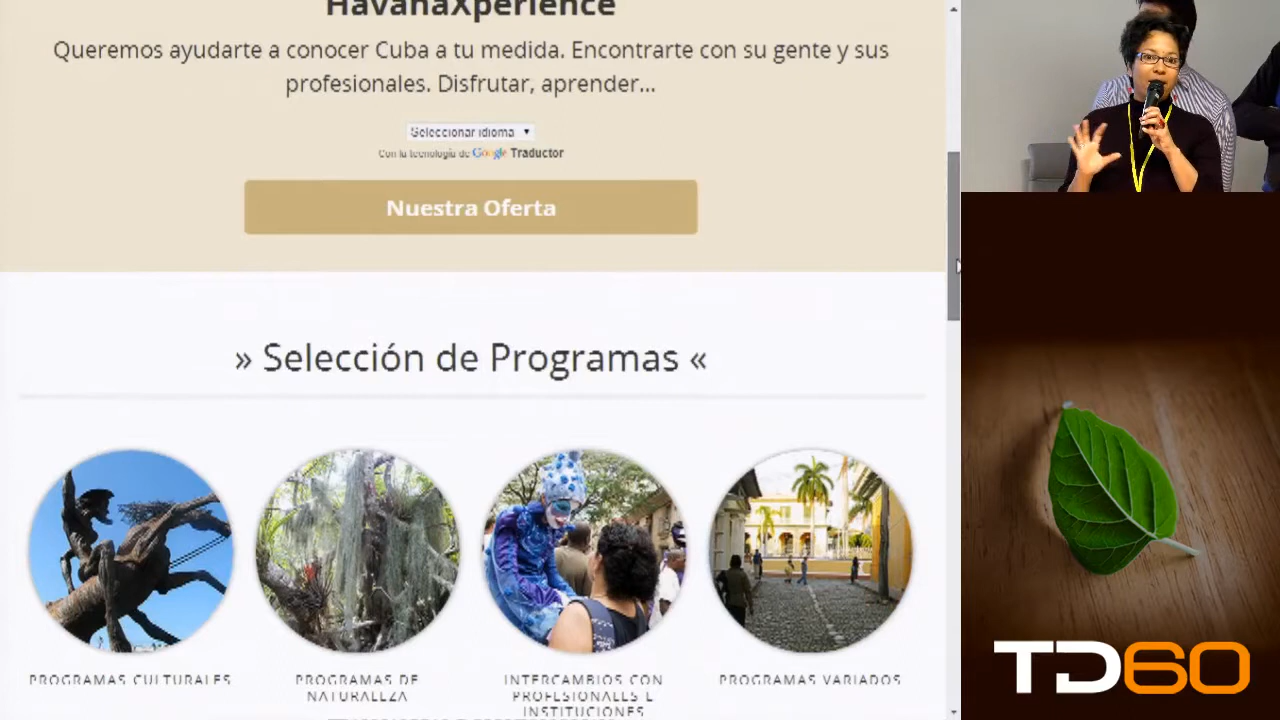 HavanaXperience
Queremos ayudarte a conocer Cuba a tu medida. Encontrarte con su gente y sus
profesionales. Disfrutar, aprender...
Seleccionar idioma
Con la tecnología de Google Traductor
Nuestra Oferta
» Selección de Programas «
PROGRAMAS CULTURALES
PROGRAMAS DE
NATURALEZA
INTERCAMBIOS CON
PROFESIONALES E
INSTITUCIONES
PROGRAMAS VARIADOS
TD60